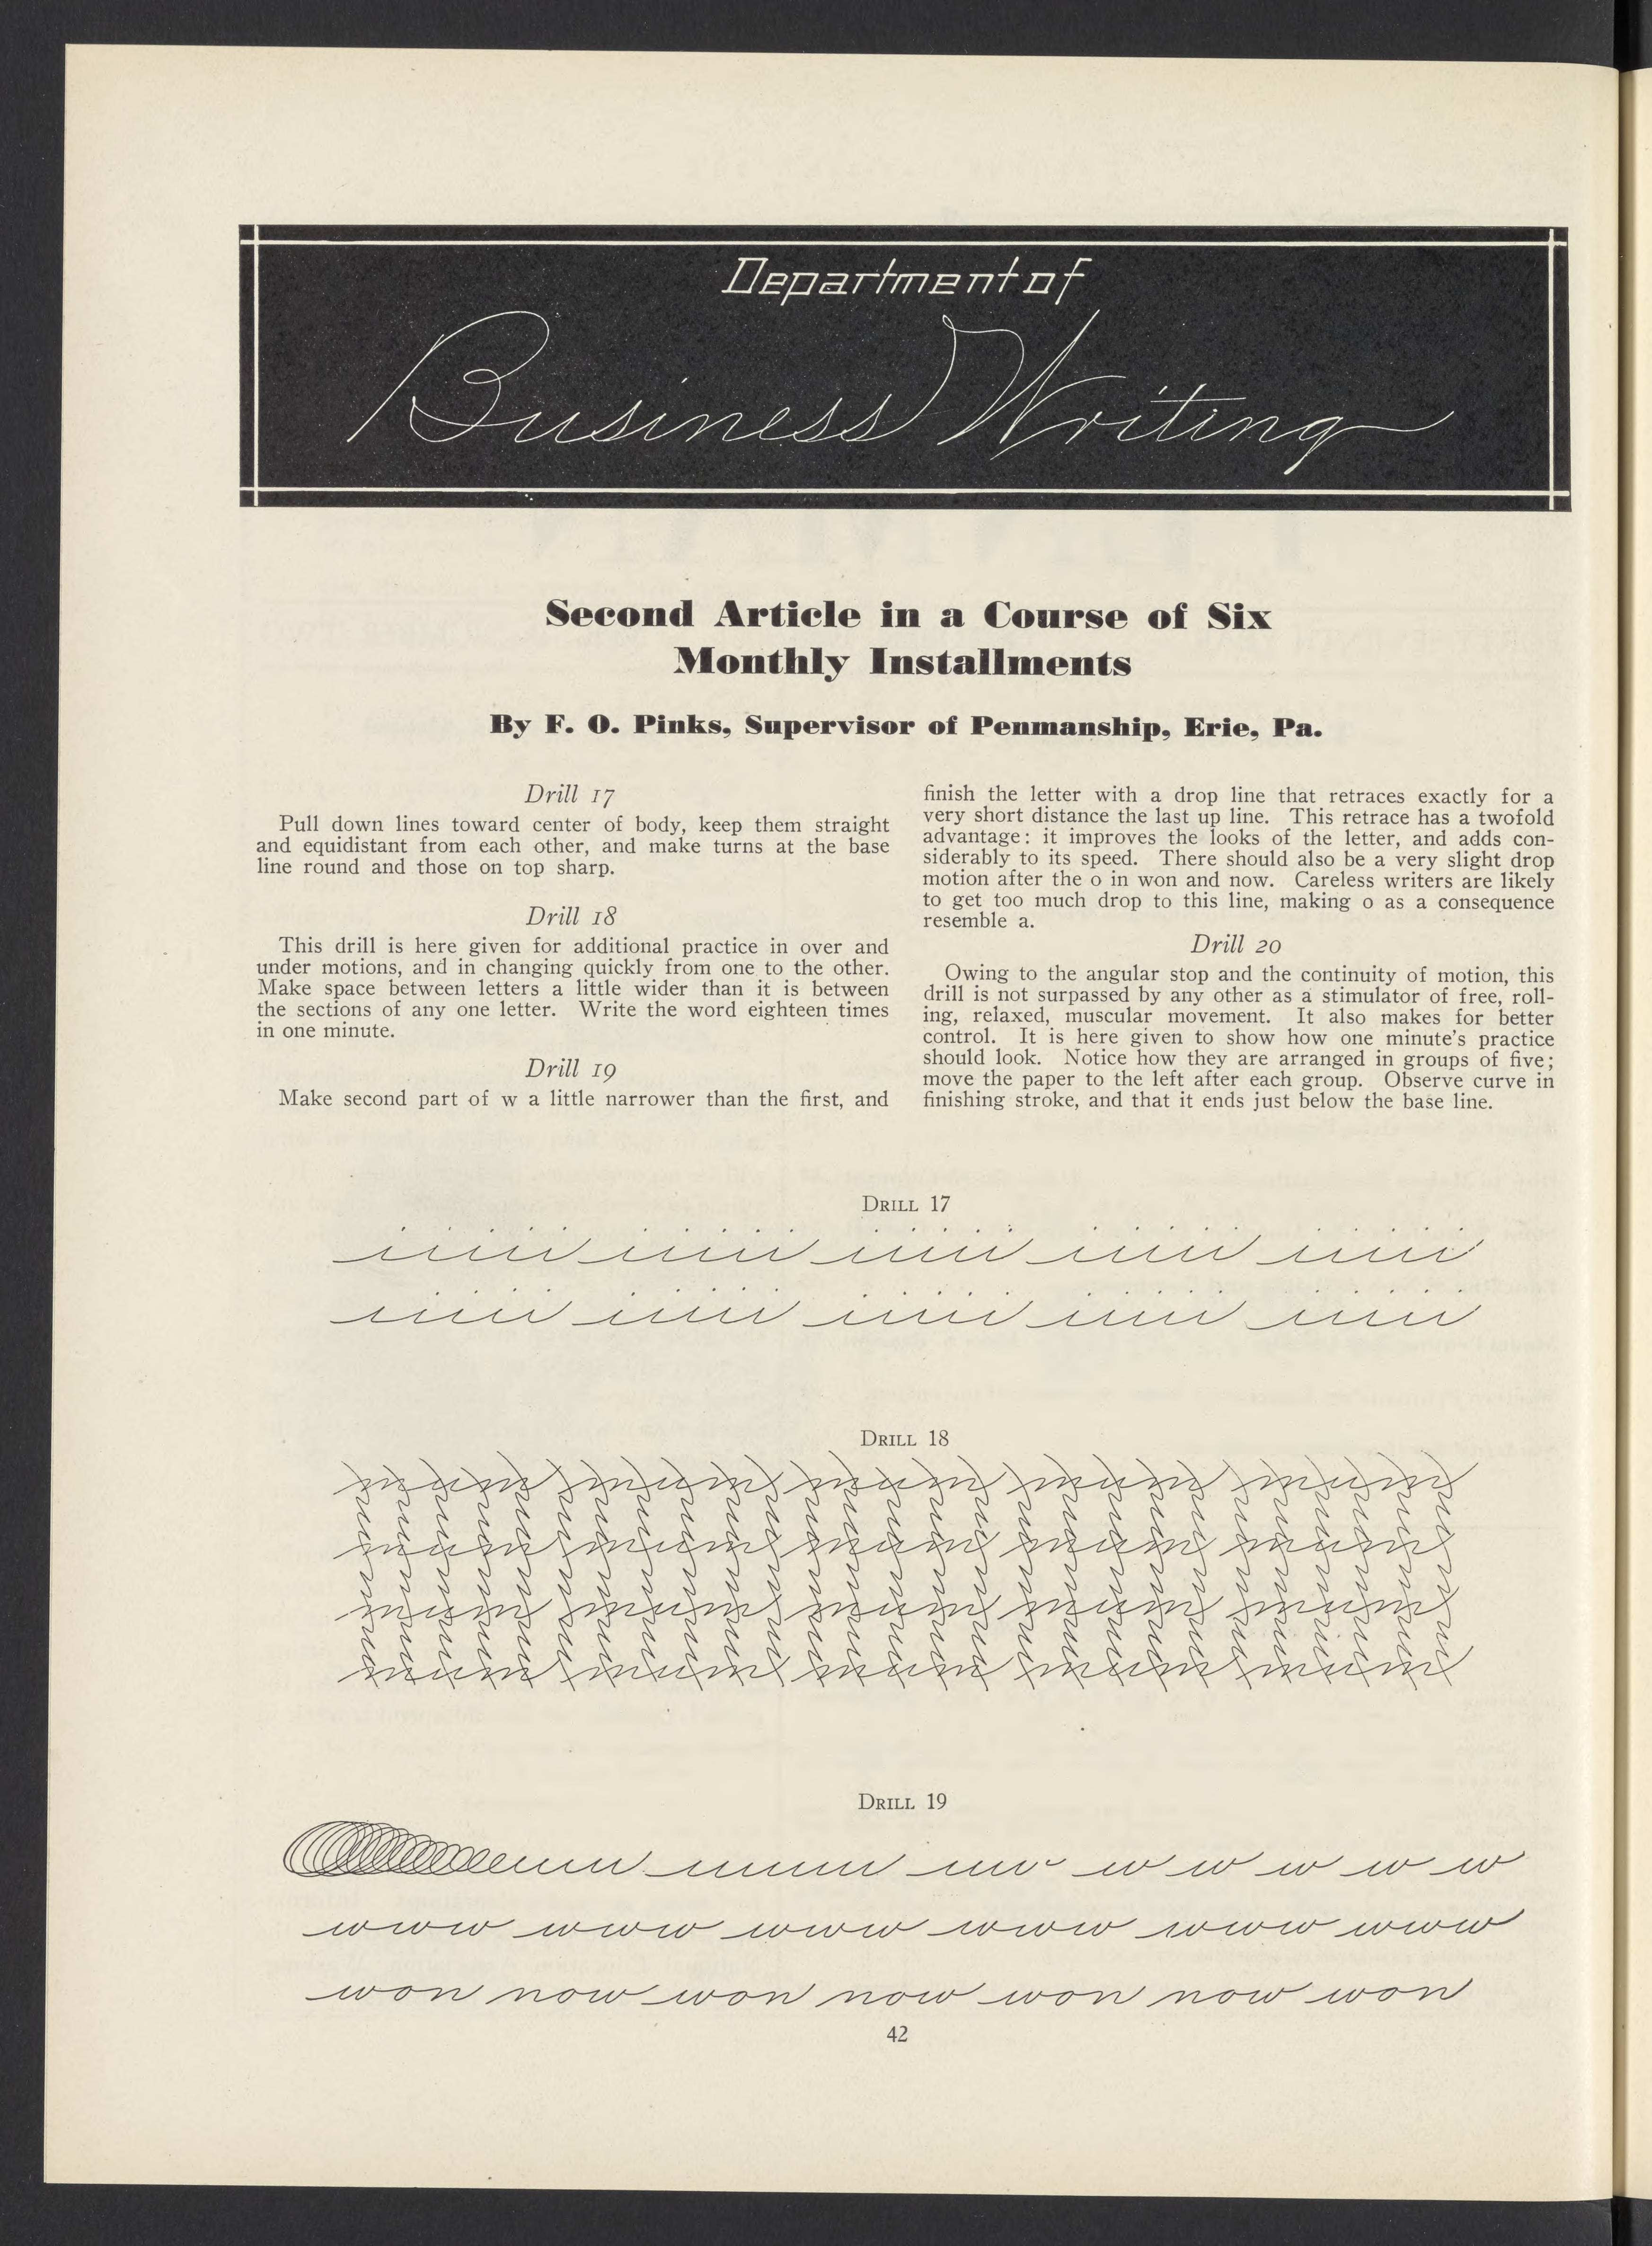 Department of
Business Writing
Second Article in a Course of Six
Monthly Installments
By F. O. Pinks, Supervisor of Penmanship, Erie, Pa.
Drill 17
Pull down lines toward center of body, keep them straight
and equidistant from each other, and make turns at the base
line round and those on top sharp.
Drill 18
This drill is here given for additional practice in over and
under motions, and in changing quickly from one to the other.
Make space between letters a little wider than it is between
the sections of any one letter. Write the word eighteen times
in one minute.
Drill 19
Make second part of w a little narrower than the first, and
finish the letter with a drop line that retraces exactly for a
very short distance the last up line. This retrace has a twofold
advantage: it improves the looks of the letter, and adds con-
siderably to its speed. There should also be a very slight drop
motion after the o in won and now. Careless writers are likely
to get too much drop to this line, making o as a consequence
resemble a.
Drill 20
Owing to the angular stop and the continuity of motion, this
drill is not surpassed by any other as a stimulator of free, roll-
ing, relaxed, muscular movement. It also makes for better
control. It is here given to show how one minute's practice
should look. Notice how they are arranged in groups of five;
move the paper to the left after each group. Observe curve in
finishing stroke, and that it ends just below the base line.
Drill 17
iiiii iiiii iiiii iiiii iiiii
iiiii iiiii iiiii iiiii iiiii
Drill 18
mum mum mum mum mum
mum mum mum mum mum
mum mum mum mum mum
mum mum mum mum mum
Drill 19
w w w w w
www www www www www www
won now won now won now won
42